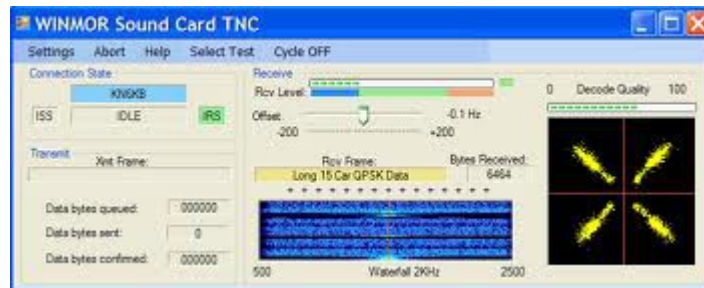 WINMOR Sound Card TNC
Settings Abort Help Select Test Cycle OFF
Connection State
KN6KB
ISS IDLE IRS
Transmit
Xmt Frame:
Data bytes queued: 000000
Data bytes sent: 0
Data bytes confirmed: 000000
Receive
Rcv Level:
Offset: -0.1 Hz
-200 +200
Rcv Frame: Bytes Received:
Long 15 Car QPSK Data 6464
500 Waterfall 2KHz 2500
0 Decode Quality 100